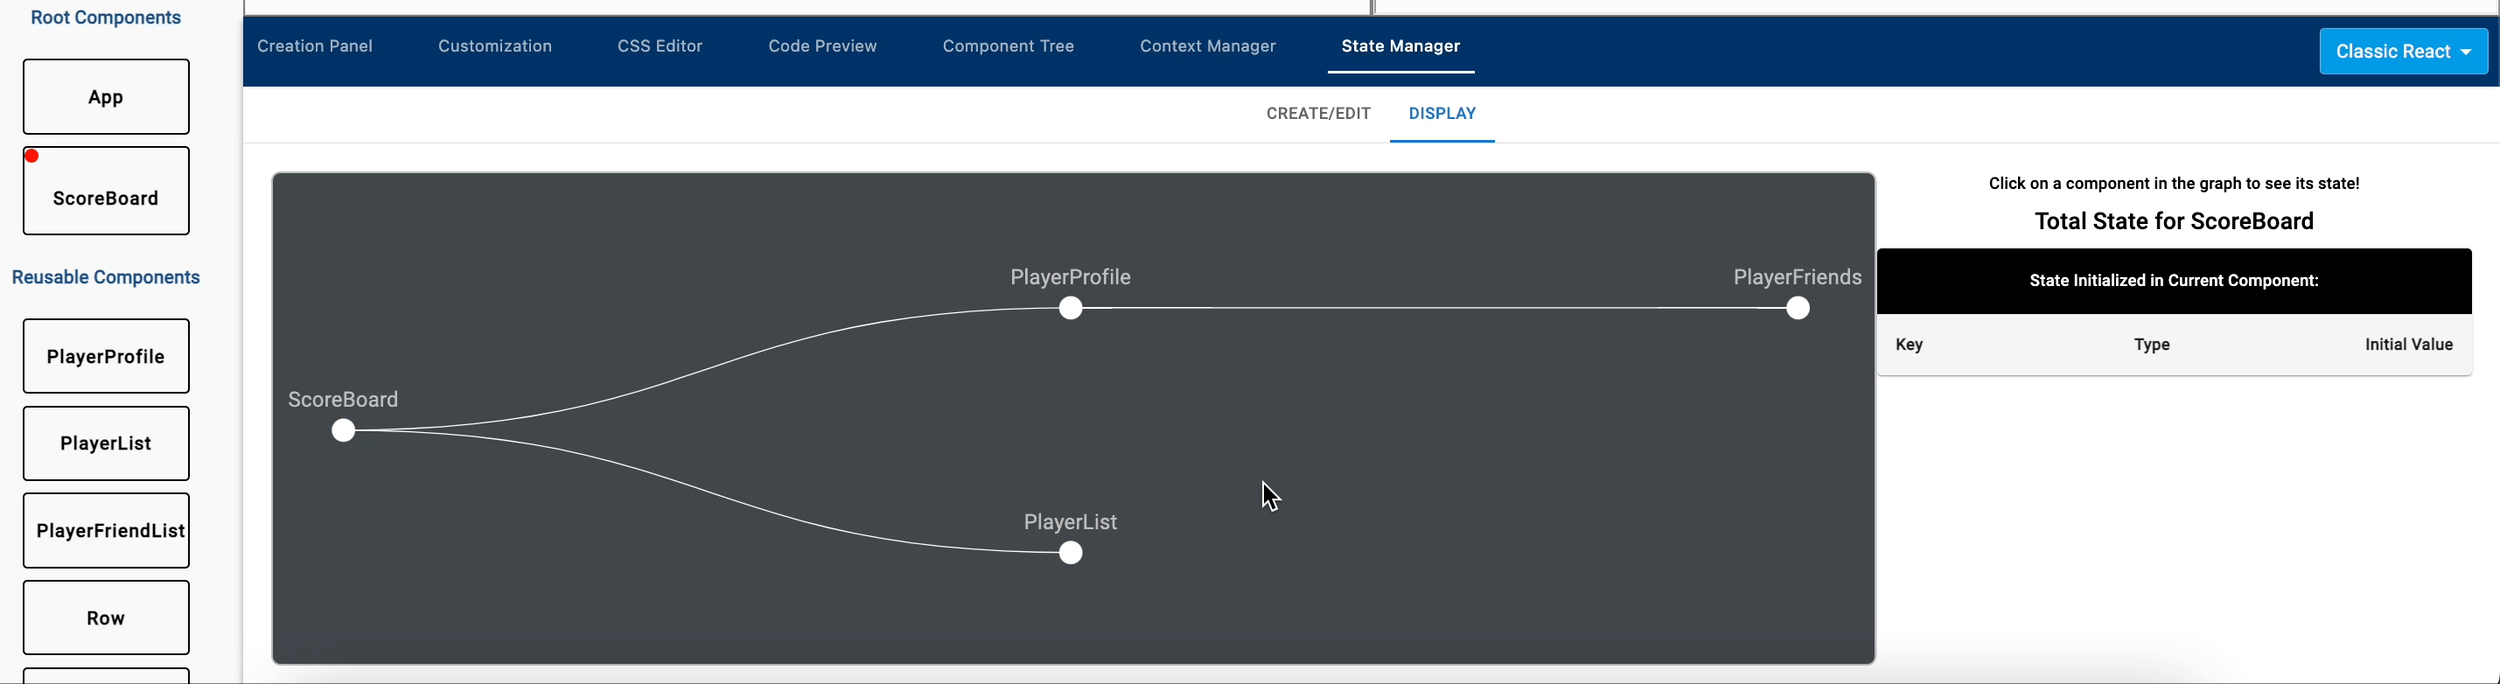 Root Components
App
ScoreBoard
Reusable Components
PlayerProfile
PlayerList
PlayerFriendList
Row
Creation Panel
Customization
CSS Editor
Code Preview
Component Tree
Context Manager
State Manager
Classic React
CREATE/EDIT
DISPLAY
PlayerProfile
PlayerFriends
ScoreBoard
PlayerList
Click on a component in the graph to see its state!
Total State for ScoreBoard
State Initialized in Current Component:
Key Type Initial Value